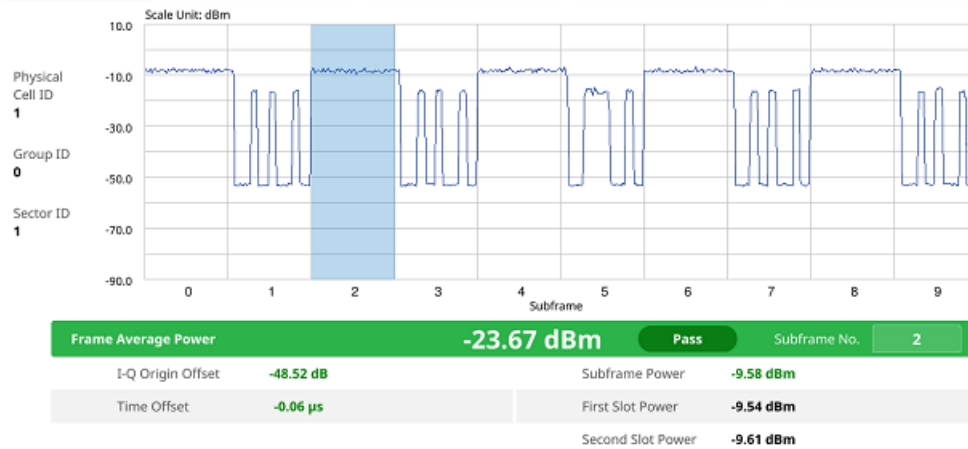 Scale Unit: dBm
10.0
-10.0
-30.0
-50.0
-70.0
-90.0
Physical
Cell ID
1
Group ID
0
Sector ID
1
0 1 2 3 4 5 6 7 8 9
Subframe
Frame Average Power -23.67 dBm Pass Subframe No. 2
I-Q Origin Offset -48.52 dB Subframe Power -9.58 dBm
Time Offset -0.06 µs First Slot Power -9.54 dBm
Second Slot Power -9.61 dBm